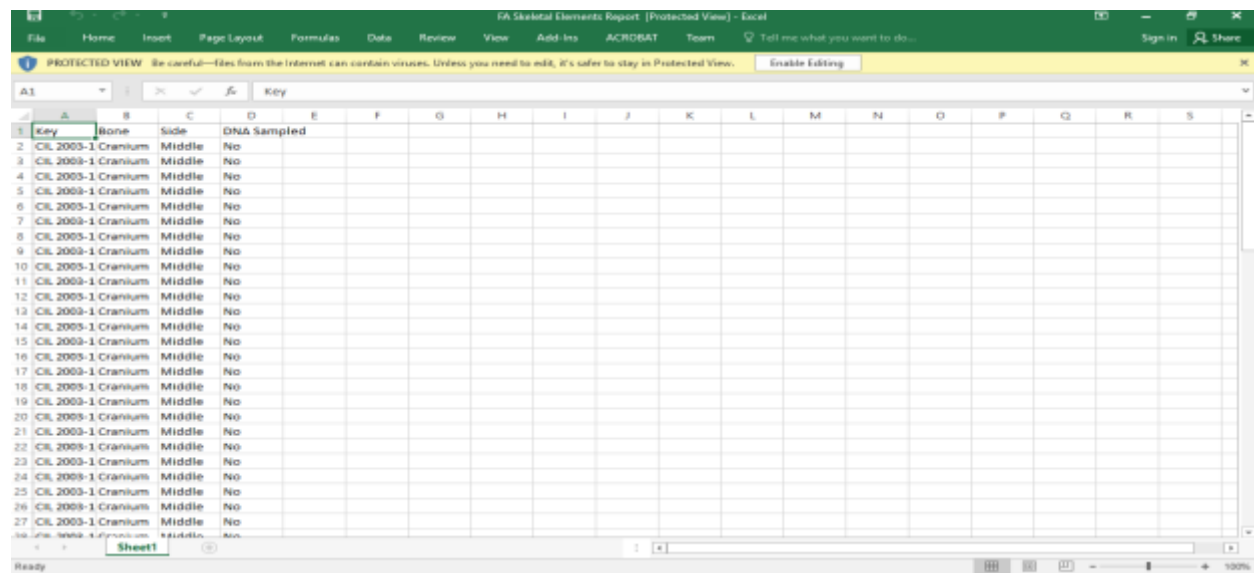 FA Skeletal Elements Report [Protected View] - Excel
File Home Insert Page Layout Formulas Data Review View Add-Ins ACROBAT Team Tell me what you want to do... Sign in Share
PROTECTED VIEW Be careful—files from the Internet can contain viruses. Unless you need to edit, it's safer to stay in Protected View. Enable Editing
A1 fx Key
A B C D E F G H I J K L M N O P Q R S
1 Key Bone Side DNA Sampled
2 CIL 2003-1 Cranium Middle No
3 CIL 2003-1 Cranium Middle No
4 CIL 2003-1 Cranium Middle No
5 CIL 2003-1 Cranium Middle No
6 CIL 2003-1 Cranium Middle No
7 CIL 2003-1 Cranium Middle No
8 CIL 2003-1 Cranium Middle No
9 CIL 2003-1 Cranium Middle No
10 CIL 2003-1 Cranium Middle No
11 CIL 2003-1 Cranium Middle No
12 CIL 2003-1 Cranium Middle No
13 CIL 2003-1 Cranium Middle No
14 CIL 2003-1 Cranium Middle No
15 CIL 2003-1 Cranium Middle No
16 CIL 2003-1 Cranium Middle No
17 CIL 2003-1 Cranium Middle No
18 CIL 2003-1 Cranium Middle No
19 CIL 2003-1 Cranium Middle No
20 CIL 2003-1 Cranium Middle No
21 CIL 2003-1 Cranium Middle No
22 CIL 2003-1 Cranium Middle No
23 CIL 2003-1 Cranium Middle No
24 CIL 2003-1 Cranium Middle No
25 CIL 2003-1 Cranium Middle No
26 CIL 2003-1 Cranium Middle No
27 CIL 2003-1 Cranium Middle No
28 CIL 2003-1 Cranium Middle No
Sheet1
Ready 100%